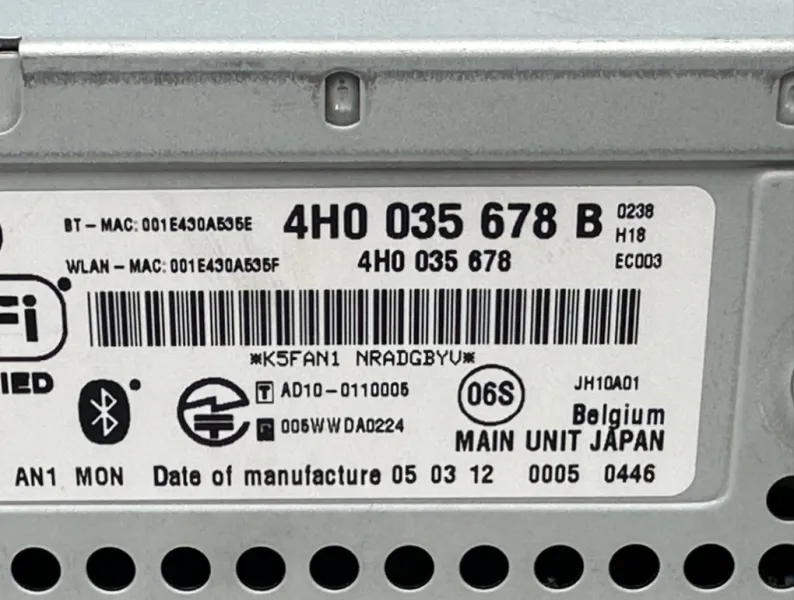 BT-MAC: 001E430A535E 4H0 035 678 B 0238
H18
WLAN-MAC: 001E430A535F 4H0 035 678 EC003
Fi
*K5FAN1 NRADGBYV*
IED
T AD10-0110005 06S JH10A01
005WWDA0224 Belgium
MAIN UNIT JAPAN
AN1 MON Date of manufacture 05 03 12 0005 0446